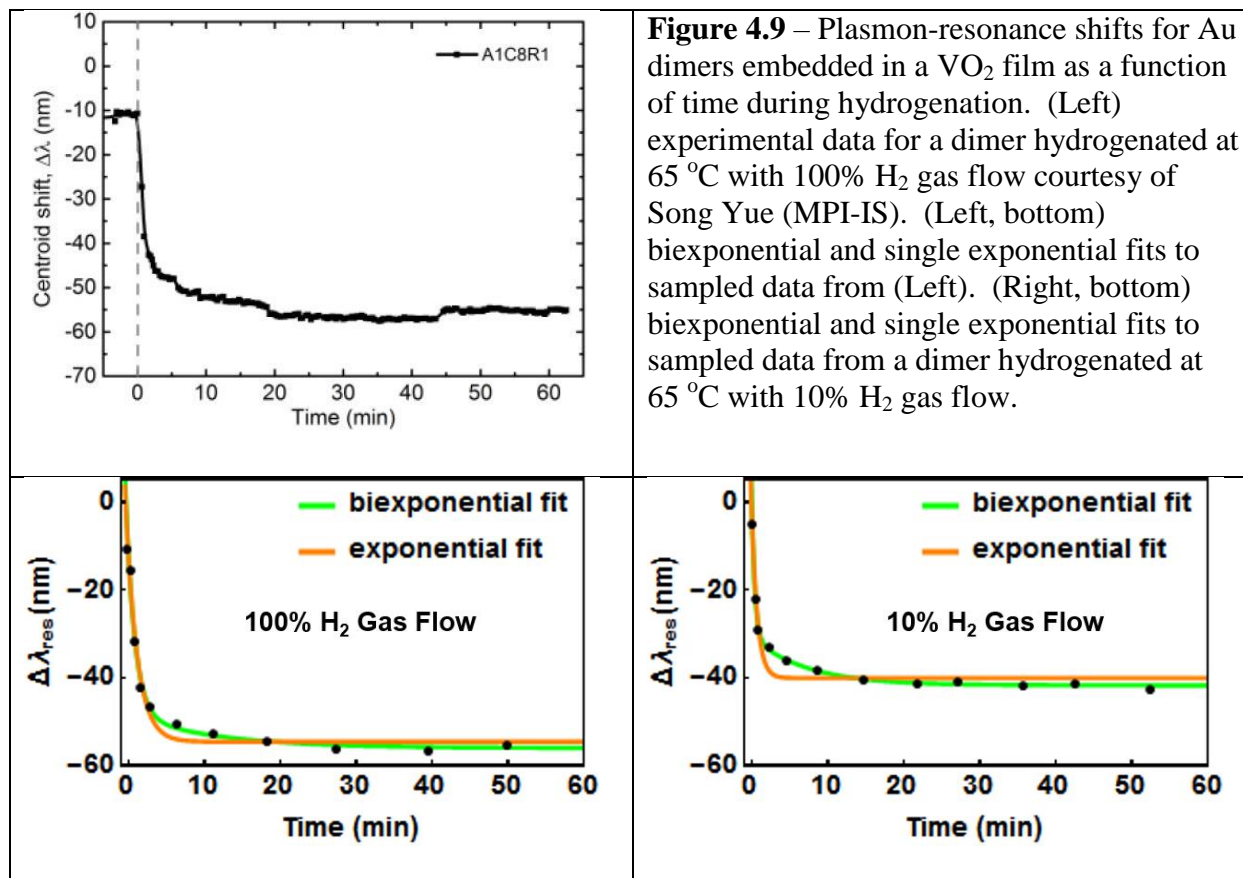 10
0
-10
-20
-30
-40
-50
-60
-70
Centroid shift, Δλ (nm)
A1C8R1
0 10 20 30 40 50 60
Time (min)
Figure 4.9 – Plasmon-resonance shifts for Au
dimers embedded in a VO₂ film as a function
of time during hydrogenation. (Left)
experimental data for a dimer hydrogenated at
65 °C with 100% H₂ gas flow courtesy of
Song Yue (MPI-IS). (Left, bottom)
biexponential and single exponential fits to
sampled data from (Left). (Right, bottom)
biexponential and single exponential fits to
sampled data from a dimer hydrogenated at
65 °C with 10% H₂ gas flow.
0
−20
−40
−60
Δλres (nm)
biexponential fit
exponential fit
100% H₂ Gas Flow
0 10 20 30 40 50 60
Time (min)
0
−20
−40
−60
Δλres (nm)
biexponential fit
exponential fit
10% H₂ Gas Flow
0 10 20 30 40 50 60
Time (min)